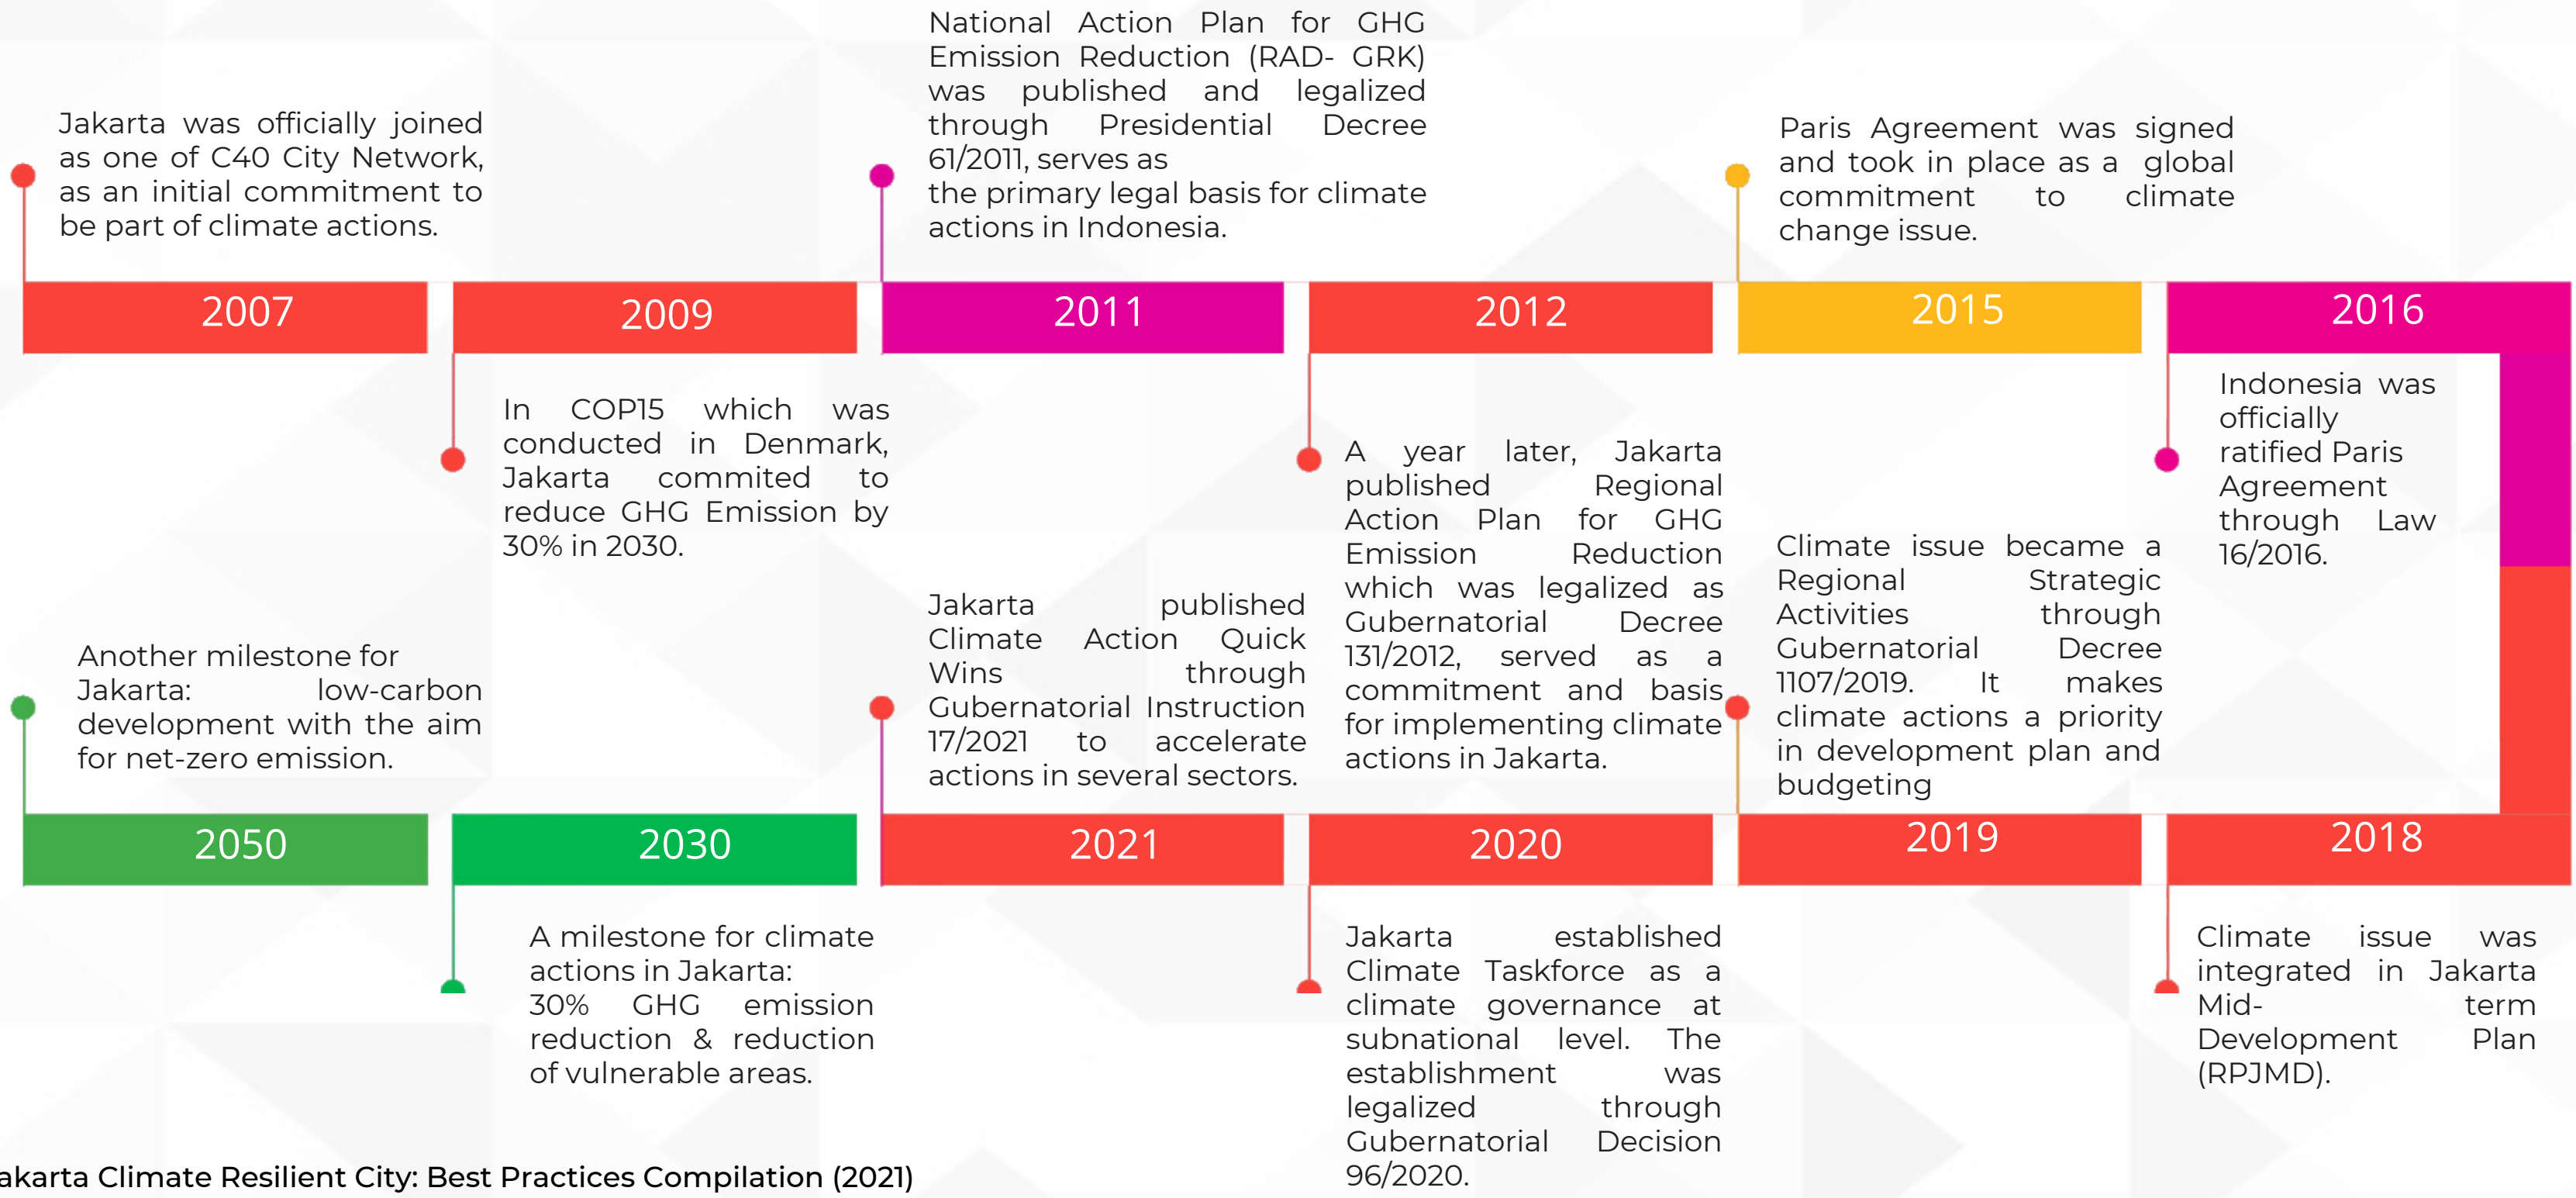 Jakarta was officially joined
as one of C40 City Network,
as an initial commitment to
be part of climate actions.
2007
2009
In COP15 which was
conducted in Denmark,
Jakarta commited to
reduce GHG Emission by
30% in 2030.
National Action Plan for GHG
Emission Reduction (RAD- GRK)
was published and legalized
through Presidential Decree
61/2011, serves as
the primary legal basis for climate
actions in Indonesia.
2011
2012
A year later, Jakarta
published Regional
Action Plan for GHG
Emission Reduction
which was legalized as
Gubernatorial Decree
131/2012, served as a
commitment and basis
for implementing climate
actions in Jakarta.
Paris Agreement was signed
and took in place as a global
commitment to climate
change issue.
2015
2016
Indonesia was
officially
ratified Paris
Agreement
through Law
16/2016.
2018
Climate issue was
integrated in Jakarta
Mid- term
Development Plan
(RPJMD).
Climate issue became a
Regional Strategic
Activities through
Gubernatorial Decree
1107/2019. It makes
climate actions a priority
in development plan and
budgeting
2019
2020
Jakarta established
Climate Taskforce as a
climate governance at
subnational level. The
establishment was
legalized through
Gubernatorial Decision
96/2020.
Jakarta published
Climate Action Quick
Wins through
Gubernatorial Instruction
17/2021 to accelerate
actions in several sectors.
2021
2030
A milestone for climate
actions in Jakarta:
30% GHG emission
reduction & reduction
of vulnerable areas.
Another milestone for
Jakarta: low-carbon
development with the aim
for net-zero emission.
2050
akarta Climate Resilient City: Best Practices Compilation (2021)